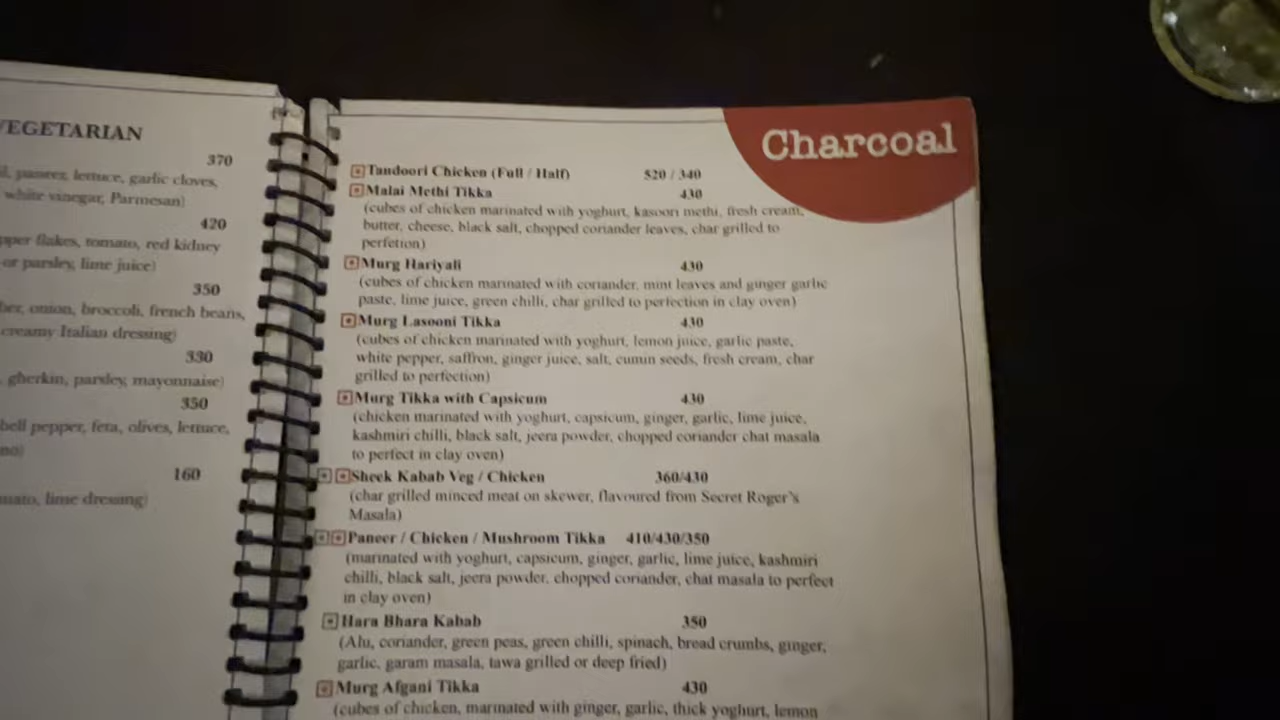 VEGETARIAN
370
paneer, lettuce, garlic cloves,
white vinegar, Parmesan)
420
flakes, tomato, red kidney
or parsley, lime juice)
350
onion, broccoli, french beans,
creamy Italian dressing)
330
gherkin, parsley, mayonnaise)
350
bell pepper, feta, olives, lettuce,
160
lime dressing)
Charcoal
Tandoori Chicken (Full / Half) 520 / 340
Malai Methi Tikka 430
(cubes of chicken marinated with yoghurt, kasoori methi, fresh cream,
butter, cheese, black salt, chopped coriander leaves, char grilled to
perfetion)
Murg Hariyali 430
(cubes of chicken marinated with coriander, mint leaves and ginger garlic
paste, lime juice, green chilli, char grilled to perfection in clay oven)
Murg Lasooni Tikka 430
(cubes of chicken marinated with yoghurt, lemon juice, garlic paste,
white pepper, saffron, ginger juice, salt, cumin seeds, fresh cream, char
grilled to perfection)
Murg Tikka with Capsicum 430
(chicken marinated with yoghurt, capsicum, ginger, garlic, lime juice,
kashmiri chilli, black salt, jeera powder, chopped coriander chat masala
to perfect in clay oven)
Sheek Kabab Veg / Chicken 360/430
(char grilled minced meat on skewer, flavoured from Secret Roger's
Masala)
Paneer / Chicken / Mushroom Tikka 410/430/350
(marinated with yoghurt, capsicum, ginger, garlic, lime juice, kashmiri
chilli, black salt, jeera powder, chopped coriander, chat masala to perfect
in clay oven)
Hara Bhara Kabab 350
(Alu, coriander, green peas, green chilli, spinach, bread crumbs, ginger,
garlic, garam masala, tawa grilled or deep fried)
Murg Afgani Tikka 430
(cubes of chicken, marinated with ginger, garlic, thick yoghurt, lemon